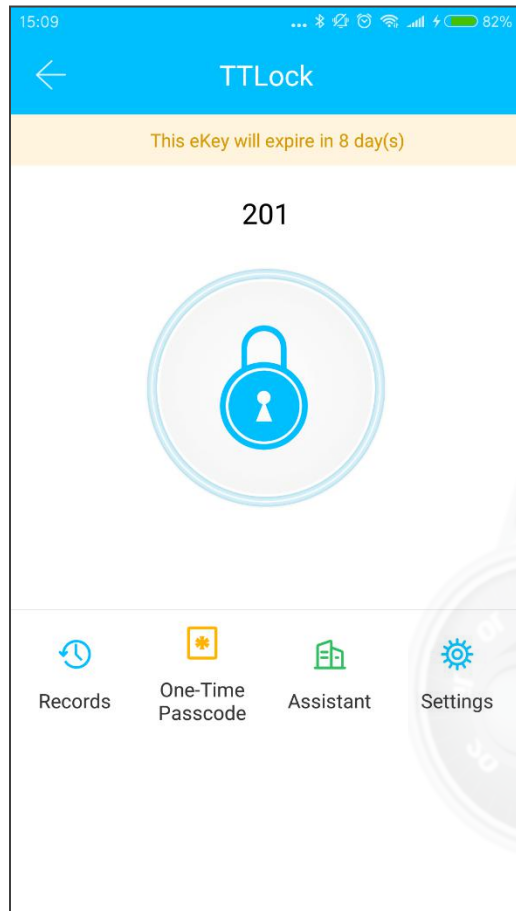 15:09 ... 82%
TTLock
This eKey will expire in 8 day(s)
201
Records
One-Time
Passcode
Assistant
Settings